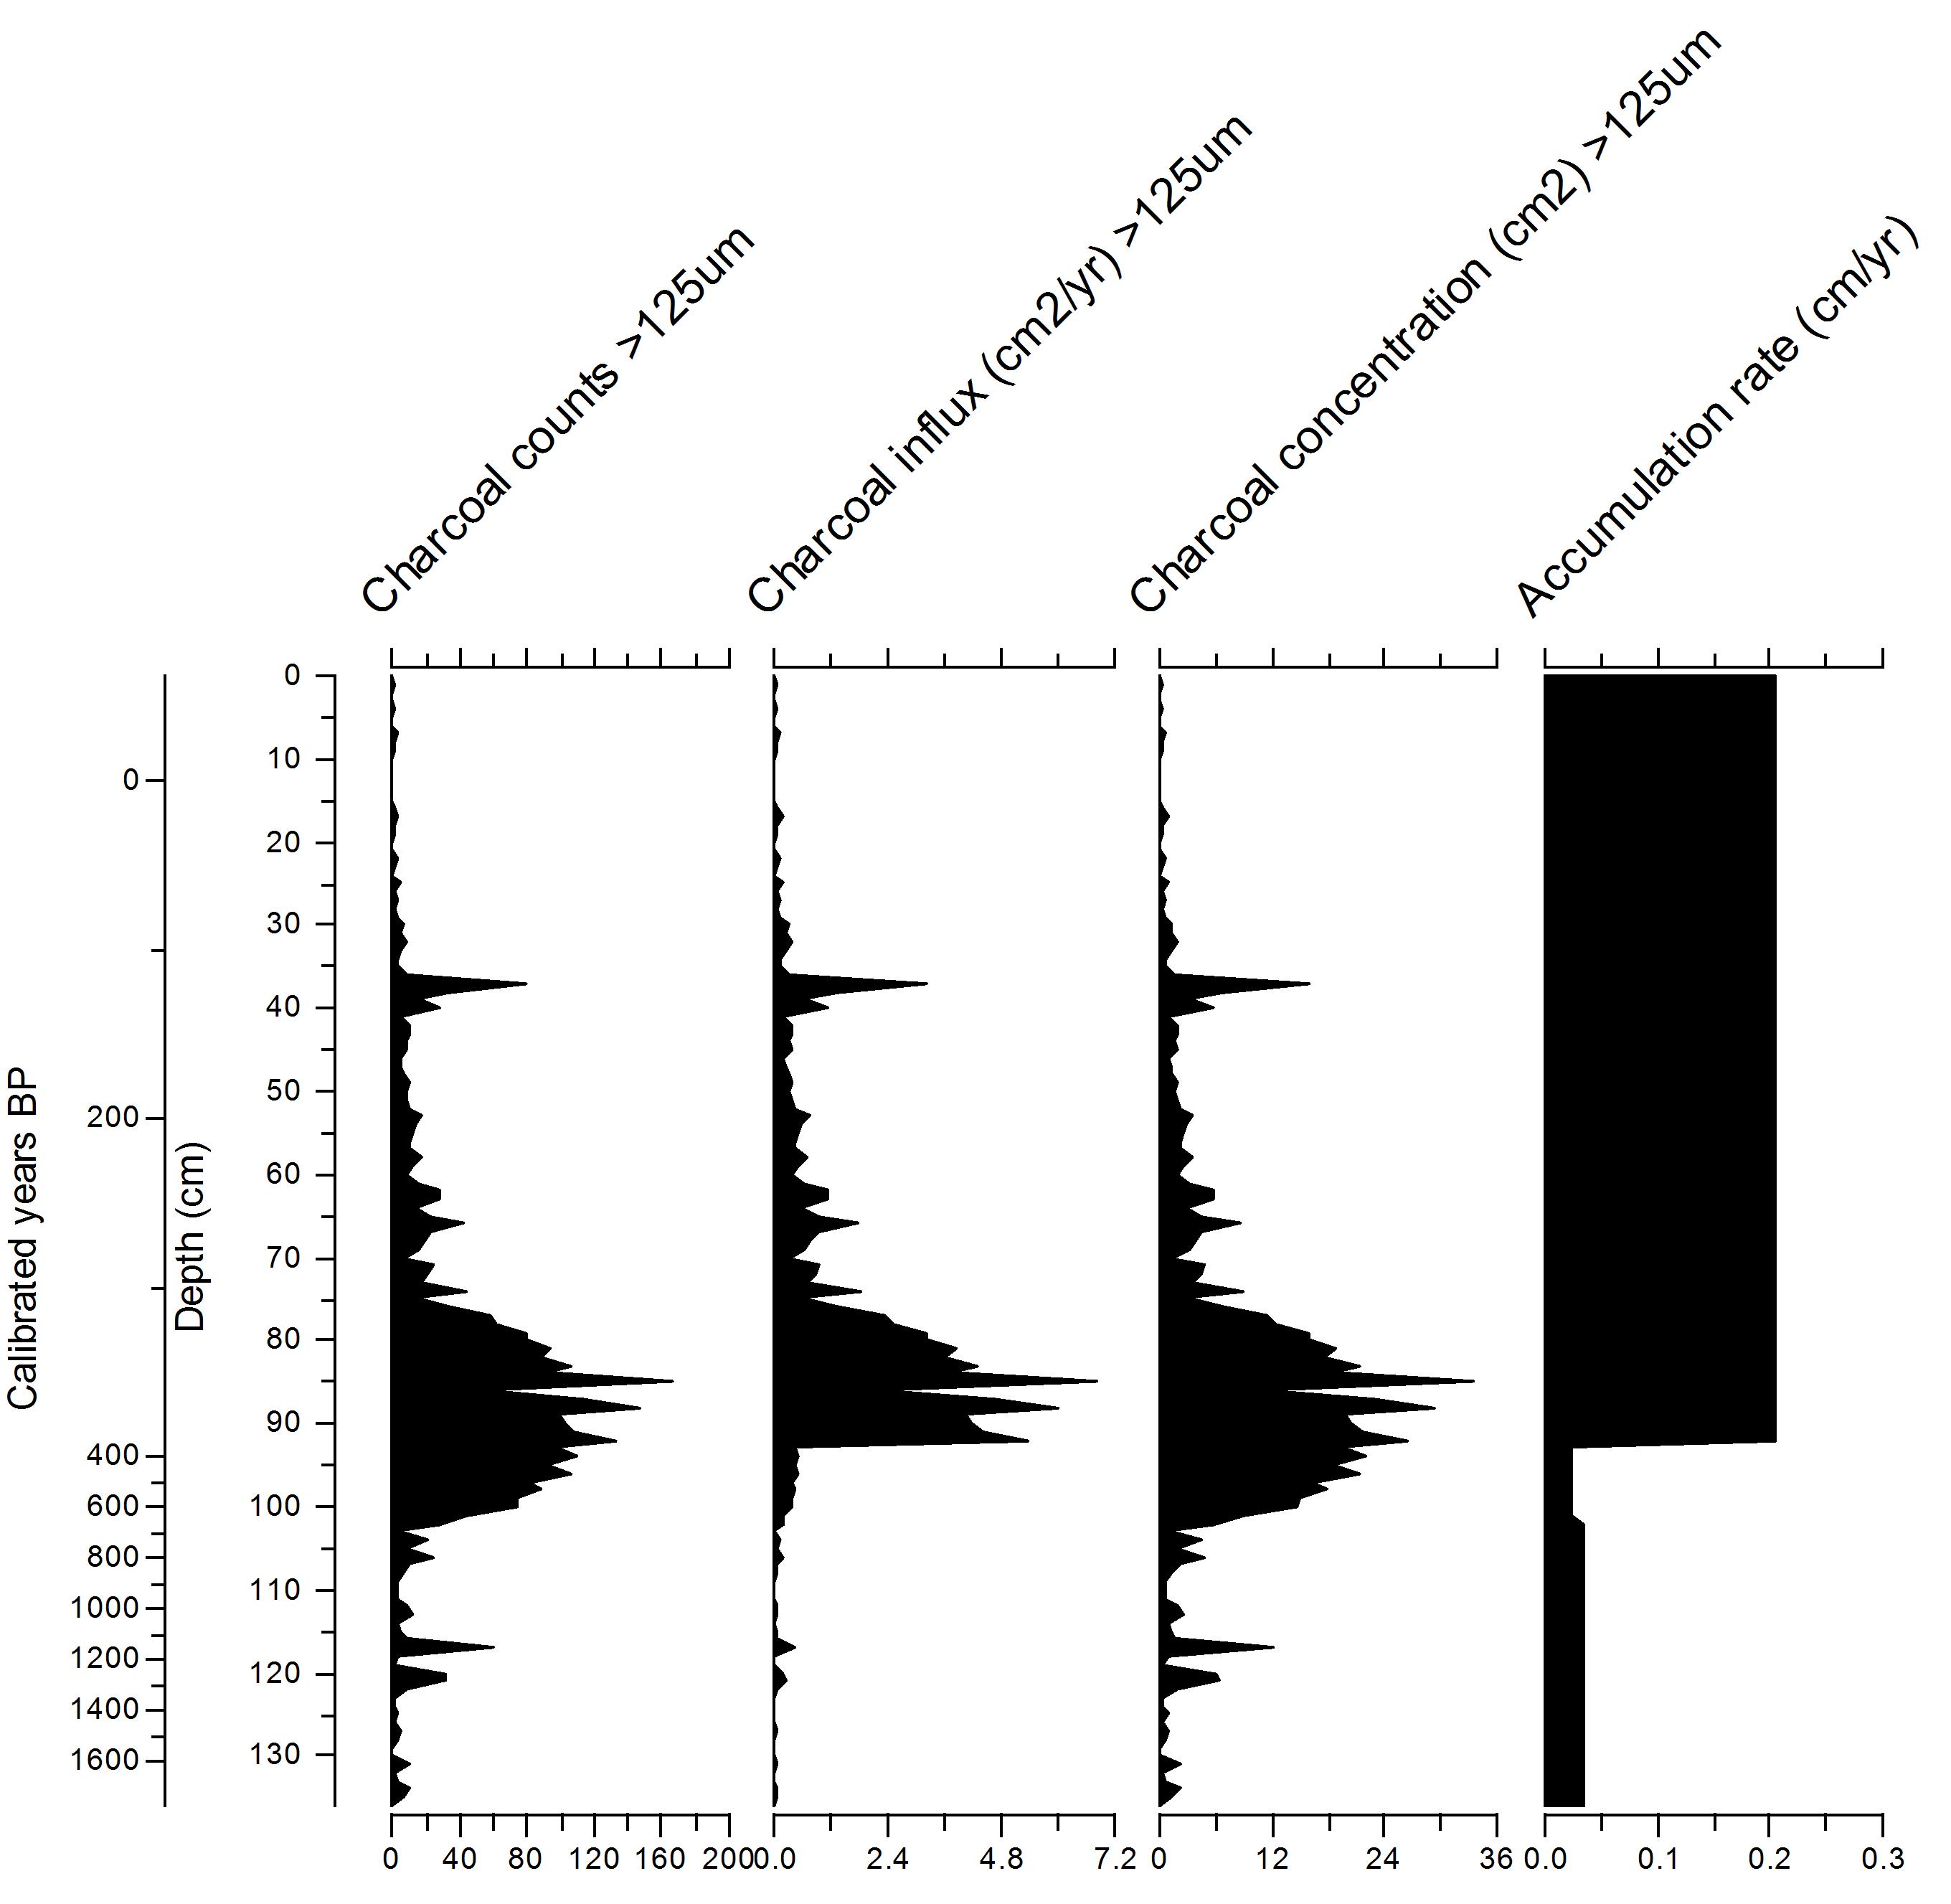 Charcoal counts >125um
Charcoal influx (cm2/yr) >125um
Charcoal concentration (cm2) >125um
Accumulation rate (cm/yr)
Calibrated years BP
0
200
400
600
800
1000
1200
1400
1600
Depth (cm)
0
10
20
30
40
50
60
70
80
90
100
110
120
130
0 40 80 120 160 200
0.0 2.4 4.8 7.2
0 12 24 36
0.0 0.1 0.2 0.3